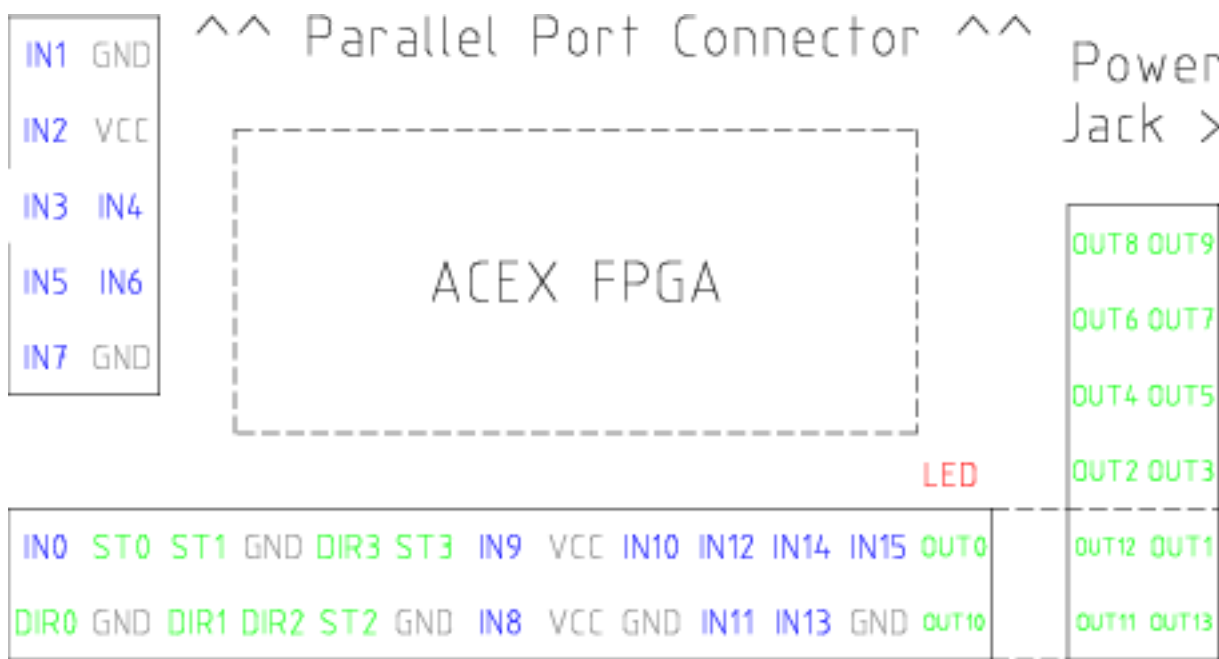 ^^ Parallel Port Connector ^^
Power
Jack >
IN1 GND
IN2 VCC
IN3 IN4
IN5 IN6
IN7 GND
ACEX FPGA
OUT8 OUT9
OUT6 OUT7
OUT4 OUT5
OUT2 OUT3
LED
IN0 ST0 ST1 GND DIR3 ST3 IN9 VCC IN10 IN12 IN14 IN15 OUT0
OUT12 OUT1
DIR0 GND DIR1 DIR2 ST2 GND IN8 VCC GND IN11 IN13 GND OUT10
OUT11 OUT13